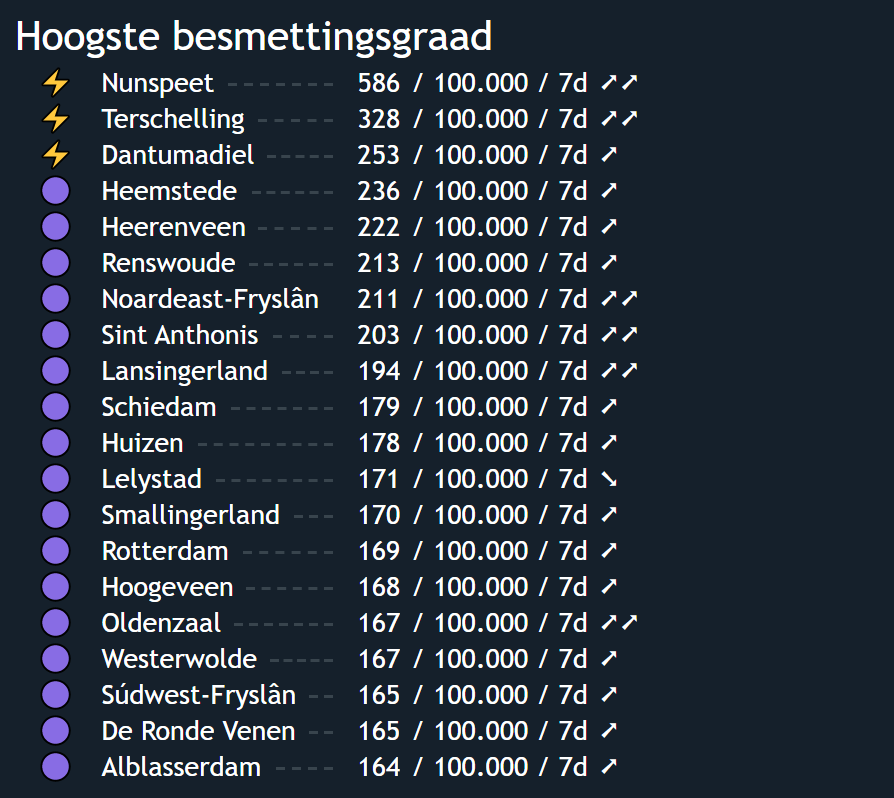 Hoogste besmettingsgraad
⚡ Nunspeet ------- 586 / 100.000 / 7d ➚➚
⚡ Terschelling ----- 328 / 100.000 / 7d ➚➚
⚡ Dantumadiel ---- 253 / 100.000 / 7d ➚
🟣 Heemstede ----- 236 / 100.000 / 7d ➚
🟣 Heerenveen ----- 222 / 100.000 / 7d ➚
🟣 Renswoude ----- 213 / 100.000 / 7d ➚
🟣 Noardeast-Fryslân 211 / 100.000 / 7d ➚➚
🟣 Sint Anthonis ---- 203 / 100.000 / 7d ➚➚
🟣 Lansingerland ---- 194 / 100.000 / 7d ➚➚
🟣 Schiedam ------- 179 / 100.000 / 7d ➚
🟣 Huizen --------- 178 / 100.000 / 7d ➚
🟣 Lelystad -------- 171 / 100.000 / 7d ➘
🟣 Smallingerland --- 170 / 100.000 / 7d ➚
🟣 Rotterdam ------ 169 / 100.000 / 7d ➚
🟣 Hoogeveen ------ 168 / 100.000 / 7d ➚
🟣 Oldenzaal ------- 167 / 100.000 / 7d ➚➚
🟣 Westerwolde ---- 167 / 100.000 / 7d ➚
🟣 Súdwest-Fryslân -- 165 / 100.000 / 7d ➚
🟣 De Ronde Venen -- 165 / 100.000 / 7d ➚
🟣 Alblasserdam ---- 164 / 100.000 / 7d ➚